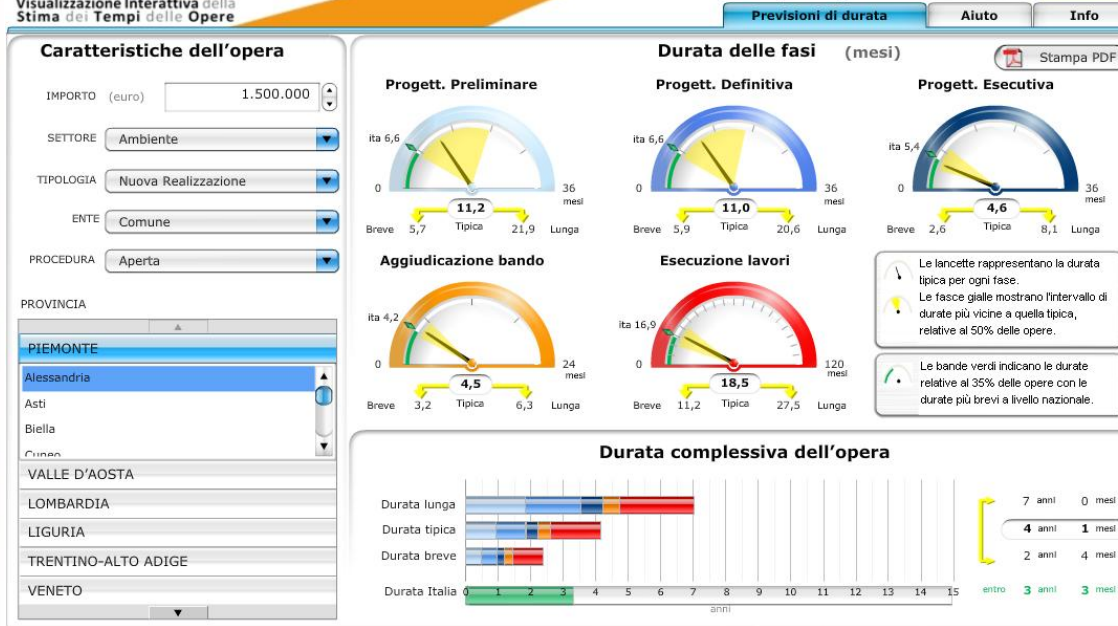 Visualizzazione Interattiva della
Stima dei Tempi delle Opere
Previsioni di durata
Aiuto
Info
Caratteristiche dell'opera
IMPORTO (euro) 1.500.000
SETTORE Ambiente
TIPOLOGIA Nuova Realizzazione
ENTE Comune
PROCEDURA Aperta
PROVINCIA
PIEMONTE
Alessandria
Asti
Biella
Cuneo
VALLE D'AOSTA
LOMBARDIA
LIGURIA
TRENTINO-ALTO ADIGE
VENETO
Durata delle fasi (mesi)
Stampa PDF
Progett. Preliminare
ita 6,6
0 36
mesi
11,2
Breve 5,7 Tipica 21,9 Lunga
Progett. Definitiva
ita 6,6
0 36
mesi
11,0
Breve 5,9 Tipica 20,6 Lunga
Progett. Esecutiva
ita 5,4
0 36
mesi
4,6
Breve 2,6 Tipica 8,1 Lunga
Aggiudicazione bando
ita 4,2
0 24
mesi
4,5
Breve 3,2 Tipica 6,3 Lunga
Esecuzione lavori
ita 16,9
0 120
mesi
18,5
Breve 11,2 Tipica 27,5 Lunga
Le lancette rappresentano la durata
tipica per ogni fase.
Le fasce gialle mostrano l'intervallo di
durate più vicine a quella tipica,
relative al 50% delle opere.
Le bande verdi indicano le durate
relative al 35% delle opere con le
durate più brevi a livello nazionale.
Durata complessiva dell'opera
Durata lunga 7 anni 0 mesi
Durata tipica 4 anni 1 mesi
Durata breve 2 anni 4 mesi
Durata Italia 0 1 2 3 4 5 6 7 8 9 10 11 12 13 14 15 entro 3 anni 3 mesi
anni